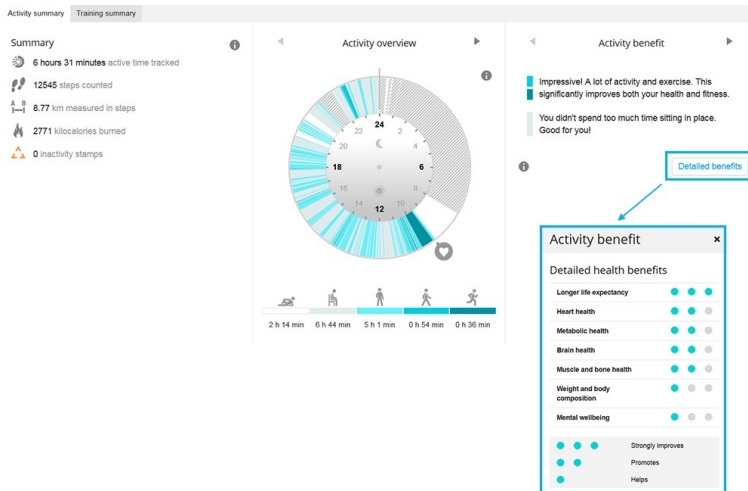 Activity summary
Training summary
Summary
6 hours 31 minutes active time tracked
12545 steps counted
A B
8.77 km measured in steps
2771 kilocalories burned
0 inactivity stamps
Activity overview
24
22 2
20 4
18 6
16 8
14 10
12
2 h 14 min 6 h 44 min 5 h 1 min 0 h 54 min 0 h 36 min
Activity benefit
Impressive! A lot of activity and exercise. This
significantly improves both your health and fitness.
You didn't spend too much time sitting in place.
Good for you!
Detailed benefits
Activity benefit ×
Detailed health benefits
Longer life expectancy
Heart health
Metabolic health
Brain health
Muscle and bone health
Weight and body
composition
Mental wellbeing
Strongly improves
Promotes
Helps